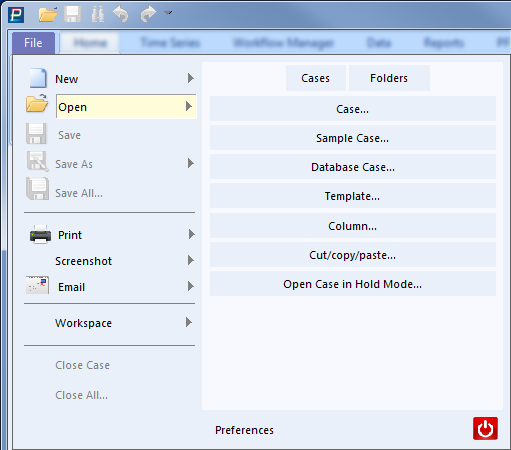 File Home Time Series Workflow Manager Data Reports PF
New
Open
Save
Save As
Save All...
Print
Screenshot
Email
Workspace
Close Case
Close All...
Cases Folders
Case...
Sample Case...
Database Case...
Template...
Column...
Cut/copy/paste...
Open Case in Hold Mode...
Preferences